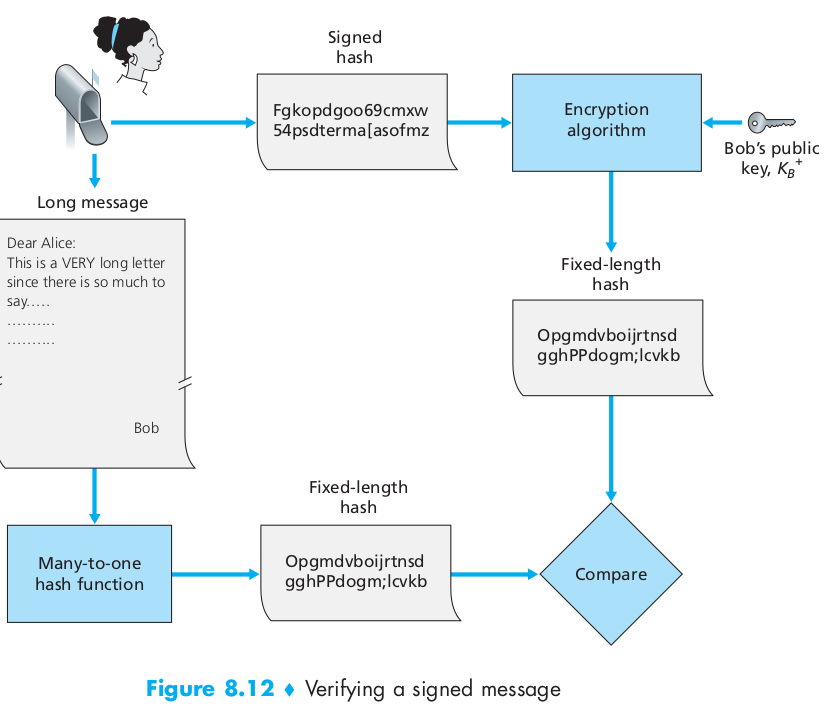 Signed
hash
Fgkopdgoo69cmxw
54psdterma[asofmz
Encryption
algorithm
Bob's public
key, K_B^+
Long message
Dear Alice:
This is a VERY long letter
since there is so much to
say.....
..........
..........
Bob
Fixed-length
hash
Opgmdvboijrtnsd
gghPPdogm;lcvkb
Many-to-one
hash function
Fixed-length
hash
Opgmdvboijrtnsd
gghPPdogm;lcvkb
Compare
Figure 8.12 ♦ Verifying a signed message